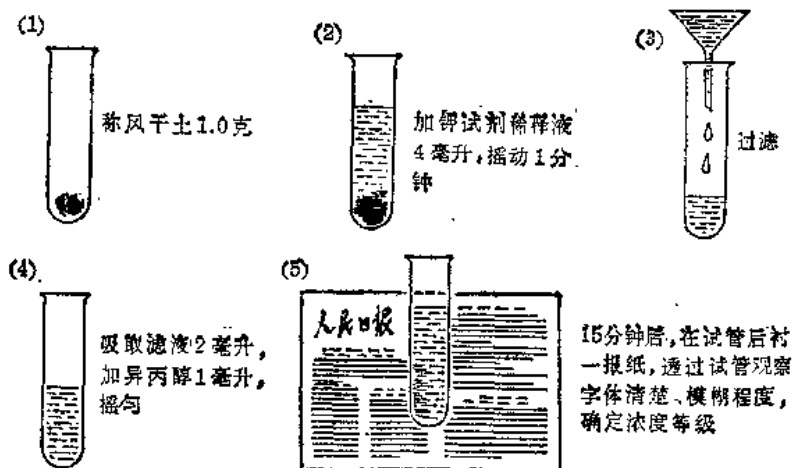 (1)
称风干土1.0克
(2)
加钾试剂稀释液
4毫升，摇动1分
钟
(3)
过滤
(4)
吸取滤液2毫升，
加异丙醇1毫升，
摇匀
(5)
人民日报
15分钟后，在试管后衬
一报纸，透过试管观察
字体清楚、模糊程度，
确定浓度等级